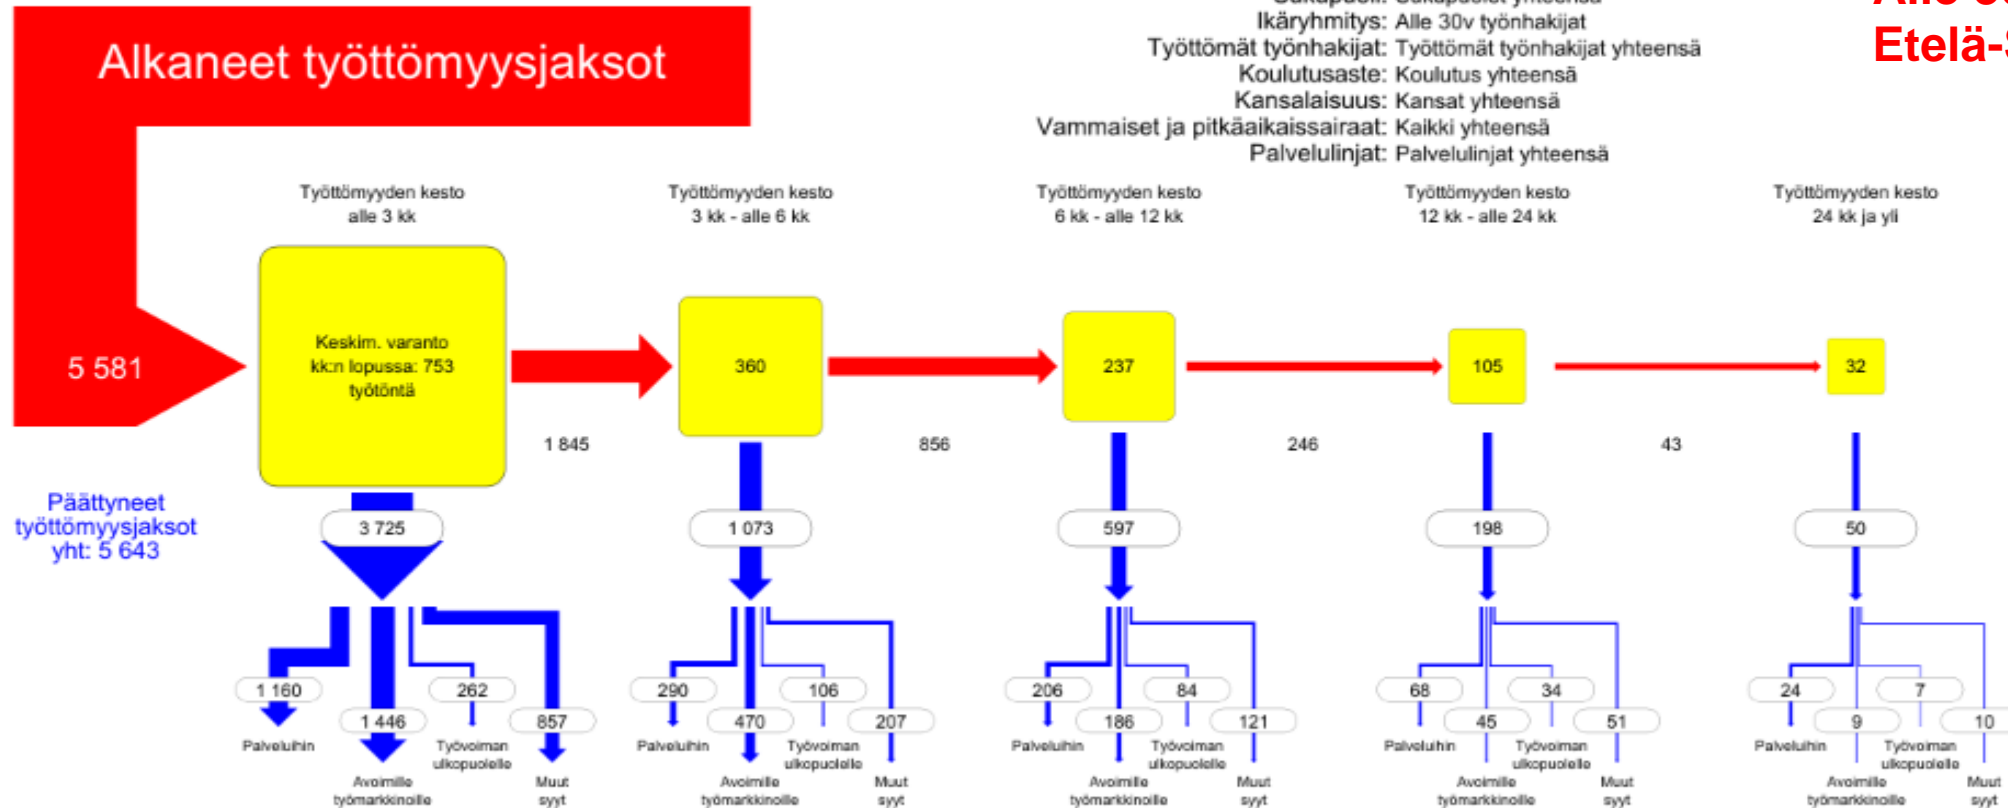 Alkaneet työttömyysjaksot
Sukupuoli: Sukupuolet yhteensä
Ikäryhmitys: Alle 30v työnhakijat
Työttömät työnhakijat: Työttömät työnhakijat yhteensä
Koulutusaste: Koulutus yhteensä
Kansalaisuus: Kansat yhteensä
Vammaiset ja pitkäaikaissairaat: Kaikki yhteensä
Palvelulinjat: Palvelulinjat yhteensä
Etelä-S
Työttömyyden kesto
alle 3 kk
Työttömyyden kesto
3 kk - alle 6 kk
Työttömyyden kesto
6 kk - alle 12 kk
Työttömyyden kesto
12 kk - alle 24 kk
Työttömyyden kesto
24 kk ja yli
5 581
Keskim. varanto
kk:n lopussa: 753
työtöntä
360
237
105
32
1 845
856
246
43
Päättyneet
työttömyysjaksot
yht: 5 643
3 725
1 073
597
198
50
1 160
1 446
262
857
Palveluihin
Avoimille
työmarkkinoille
Työvoiman
ulkopuolelle
Muut
syyt
290
470
106
207
Palveluihin
Avoimille
työmarkkinoille
Työvoiman
ulkopuolelle
Muut
syyt
206
186
84
121
Palveluihin
Avoimille
työmarkkinoille
Työvoiman
ulkopuolelle
Muut
syyt
68
45
34
51
Palveluihin
Avoimille
työmarkkinoille
Työvoiman
ulkopuolelle
Muut
syyt
24
9
7
10
Palveluihin
Avoimille
työmarkkinoille
Työvoiman
ulkopuolelle
Muut
syyt